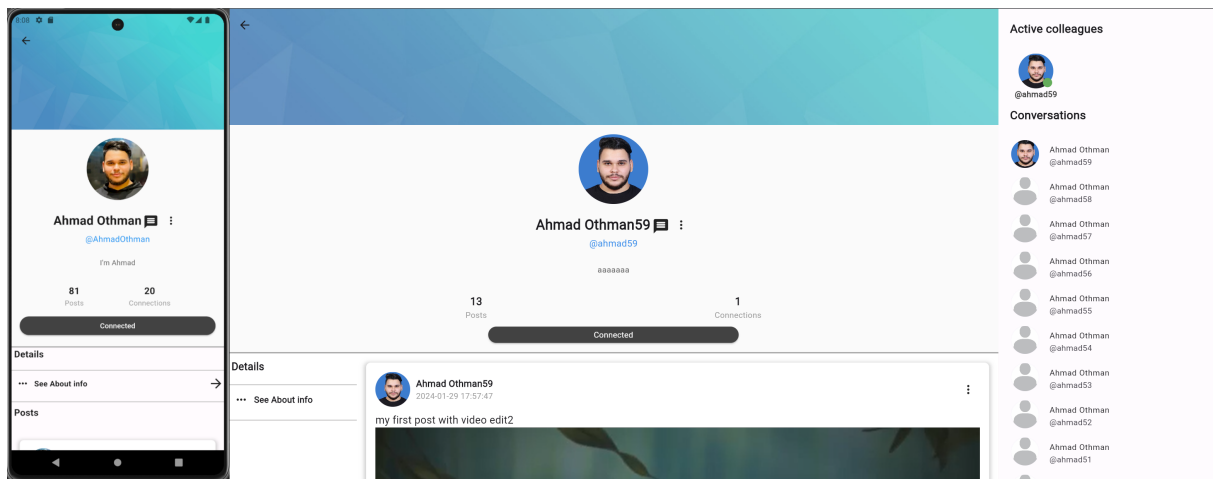 8:08
Ahmad Othman
@AhmadOthman
I'm Ahmad
81 20
Posts Connections
Connected
Details
See About info
Posts
Ahmad Othman59
@ahmad59
aaaaaaa
13 1
Posts Connections
Connected
Details
See About info
Ahmad Othman59
2024-01-29 17:57:47
my first post with video edit2
Active colleagues
@ahmad59
Conversations
Ahmad Othman
@ahmad59
Ahmad Othman
@ahmad58
Ahmad Othman
@ahmad57
Ahmad Othman
@ahmad56
Ahmad Othman
@ahmad55
Ahmad Othman
@ahmad54
Ahmad Othman
@ahmad53
Ahmad Othman
@ahmad52
Ahmad Othman
@ahmad51